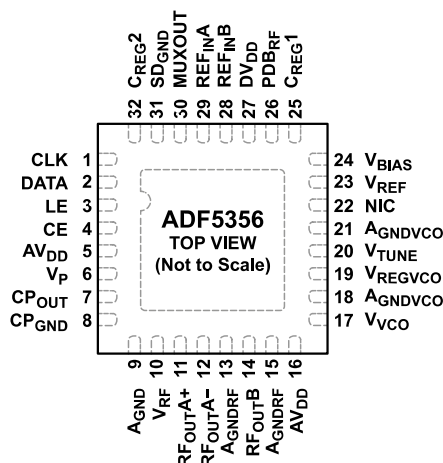 32 CREG2
31 SDGND
30 MUXOUT
29 REFINA
28 REFINB
27 DVDD
26 PDBRF
25 CREG1
CLK 1
DATA 2
LE 3
CE 4
AVDD 5
VP 6
CPOUT 7
CPGND 8
ADF5356
TOP VIEW
(Not to Scale)
24 VBIAS
23 VREF
22 NIC
21 AGNDVCO
20 VTUNE
19 VREGVCO
18 AGNDVCO
17 VVCO
AGND 9
VRF 10
RFOUTA+ 11
RFOUTA− 12
AGNDRF 13
RFOUTB 14
AGNDRF 15
AVDD 16